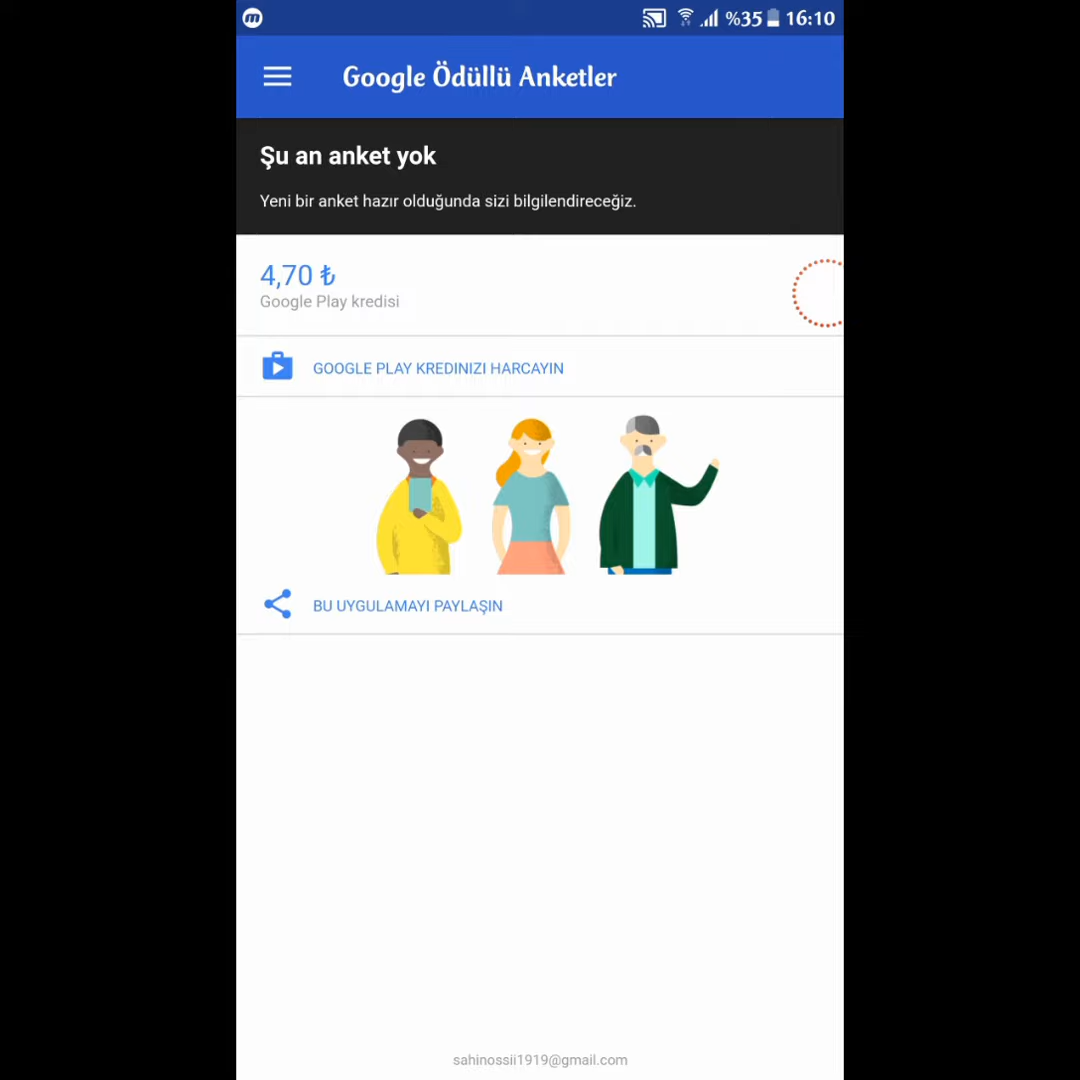 m
%35 16:10
Google Ödüllü Anketler
Şu an anket yok
Yeni bir anket hazır olduğunda sizi bilgilendireceğiz.
4,70 ₺
Google Play kredisi
GOOGLE PLAY KREDINIZI HARCAYIN
BU UYGULAMAYI PAYLAŞIN
sahinossii1919@gmail.com